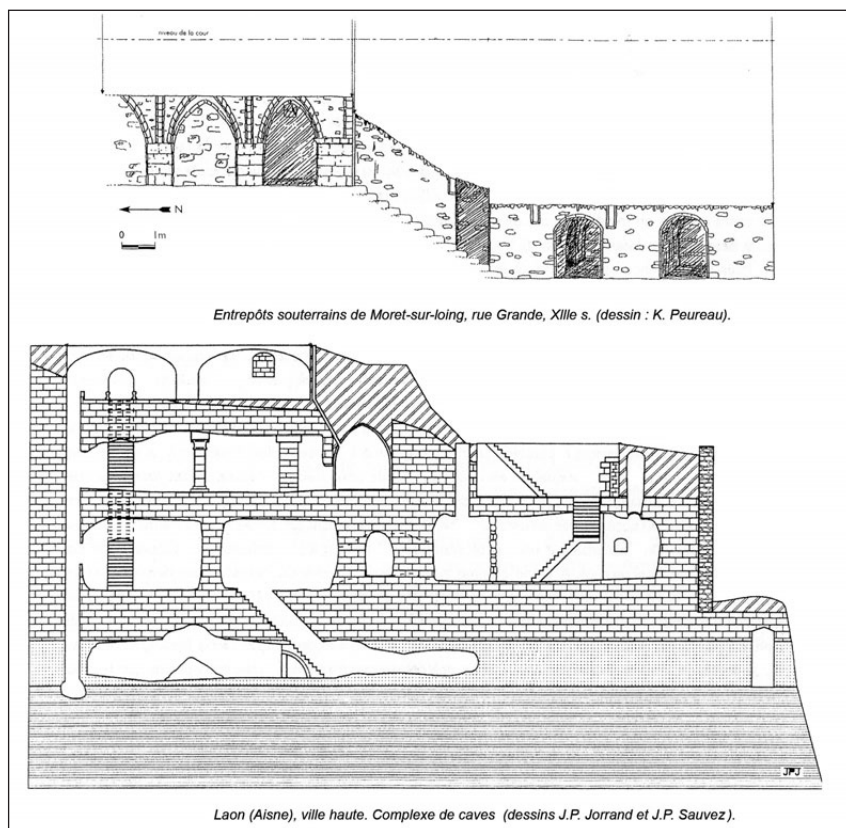 niveau de la cour
N
0 1m
Entrepôts souterrains de Moret-sur-loing, rue Grande, XIIIe s. (dessin : K. Peureau).
JPJ
Laon (Aisne), ville haute. Complexe de caves (dessins J.P. Jorrand et J.P. Sauvez).